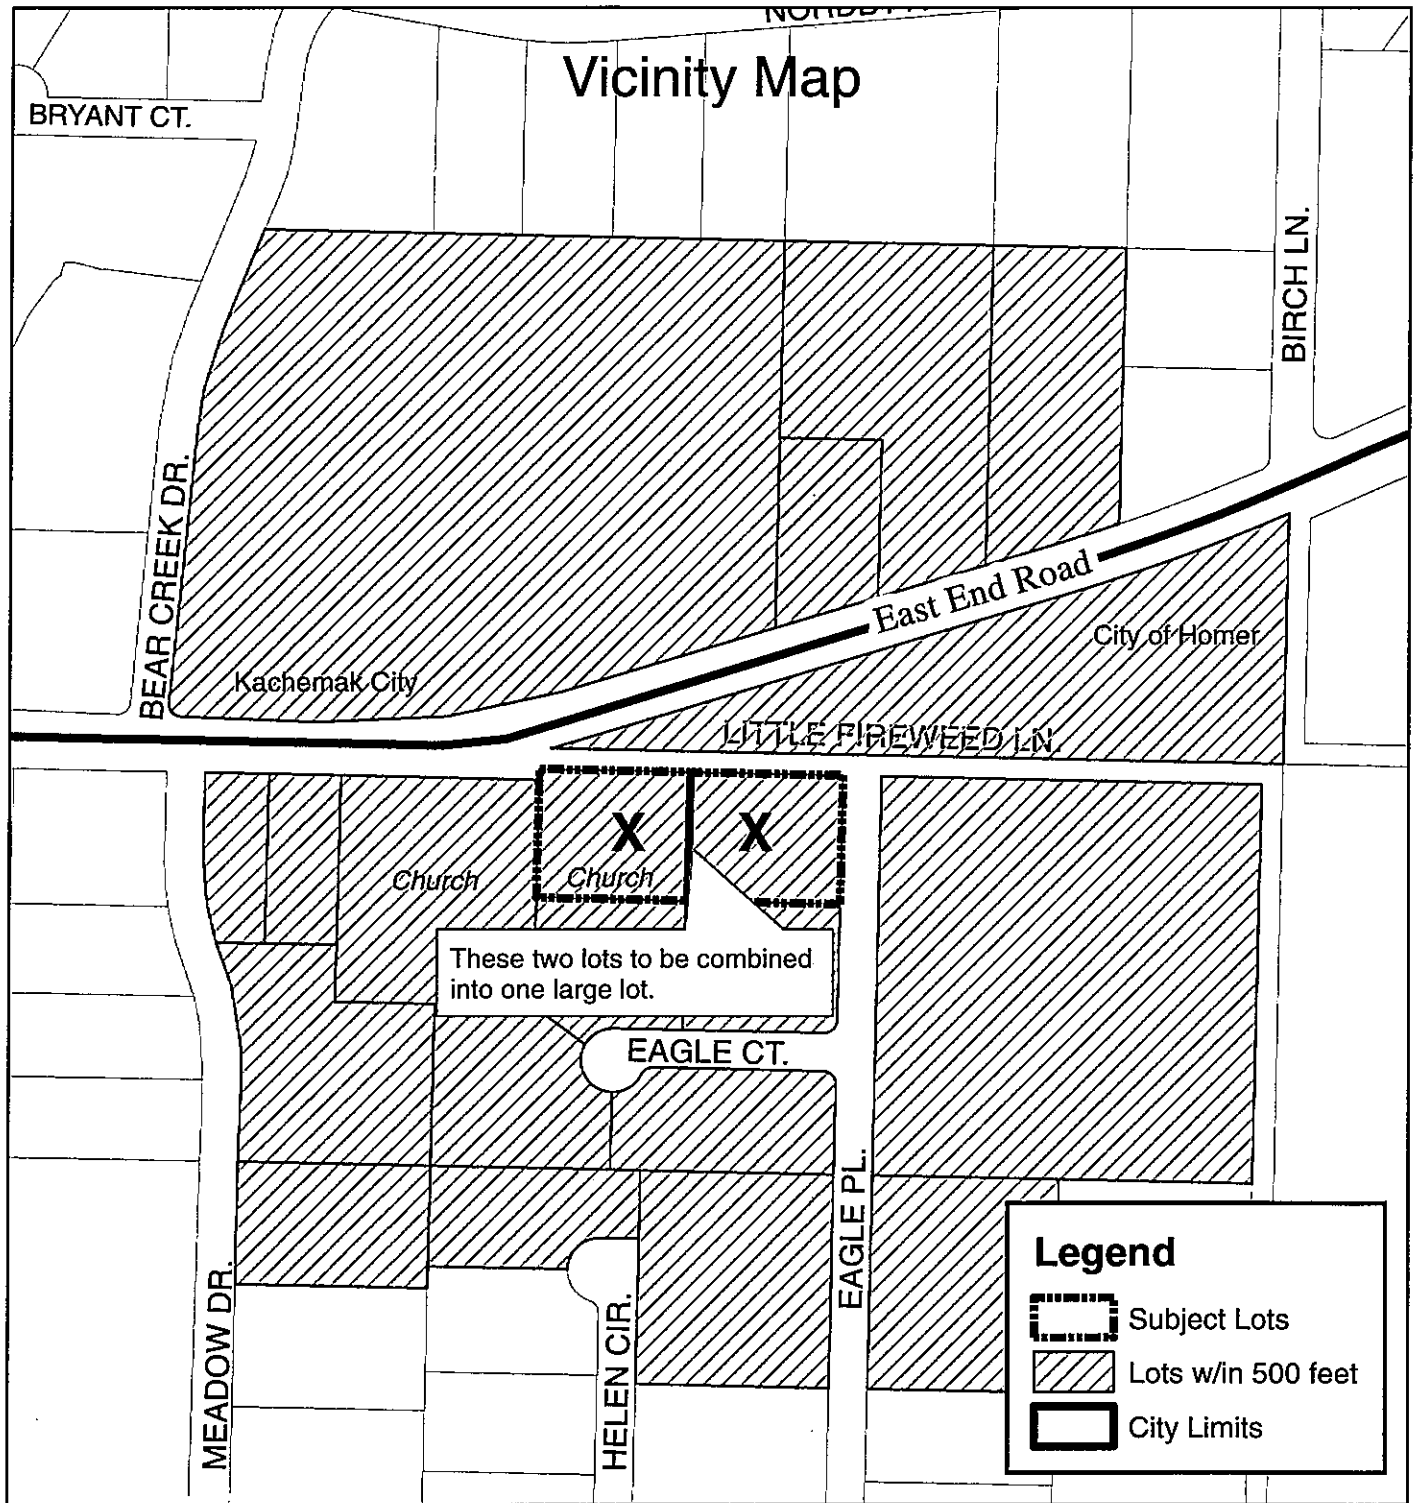 Vicinity Map
BRYANT CT.
BIRCH LN.
BEAR CREEK DR.
East End Road
City of Homer
Kachemak City
LITTLE FIREWEED LN.
X
X
Church
Church
These two lots to be combined
into one large lot.
EAGLE CT.
EAGLE PL.
MEADOW DR.
HELEN CIR.
Legend
Subject Lots
Lots w/in 500 feet
City Limits